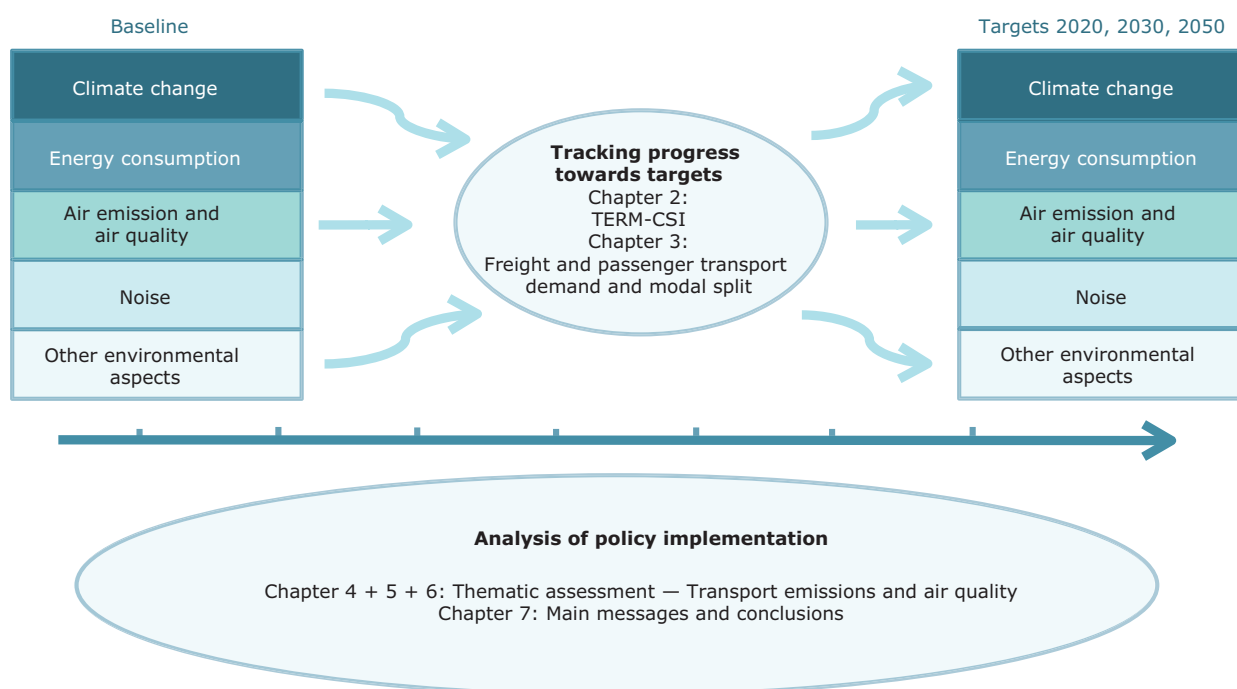 Baseline
Targets 2020, 2030, 2050
Climate change
Energy consumption
Air emission and
air quality
Noise
Other environmental
aspects
Tracking progress
towards targets
Chapter 2:
TERM-CSI
Chapter 3:
Freight and passenger transport
demand and modal split
Climate change
Energy consumption
Air emission and
air quality
Noise
Other environmental
aspects
Analysis of policy implementation
Chapter 4 + 5 + 6: Thematic assessment — Transport emissions and air quality
Chapter 7: Main messages and conclusions